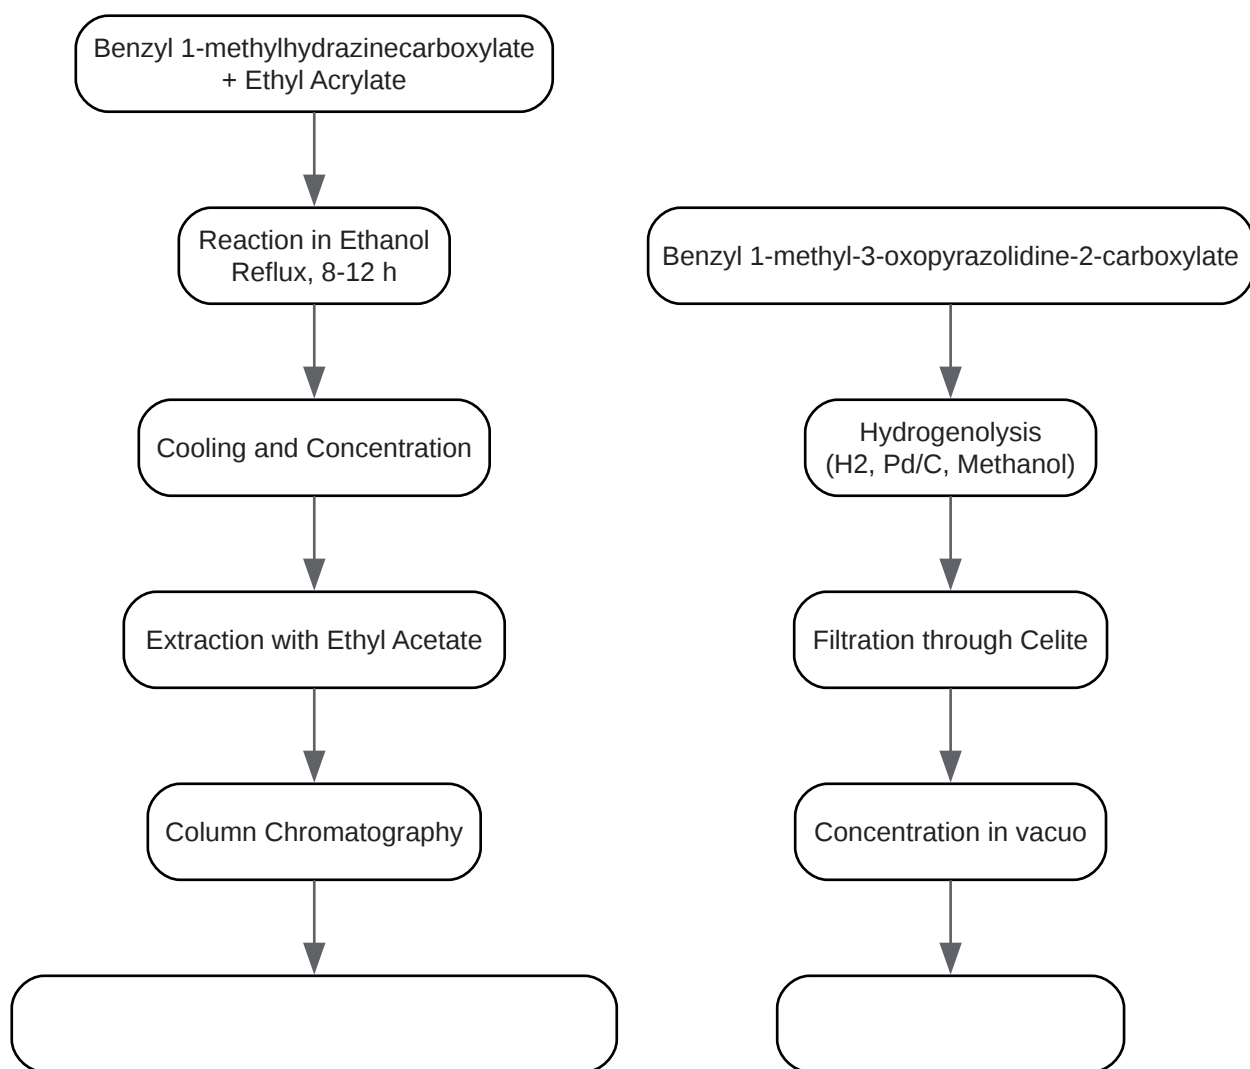 Benzyl 1-methylhydrazinecarboxylate
+ Ethyl Acrylate
Reaction in Ethanol
Reflux, 8-12 h
Cooling and Concentration
Extraction with Ethyl Acetate
Column Chromatography
Benzyl 1-methyl-3-oxopyrazolidine-2-carboxylate
Hydrogenolysis
(H2, Pd/C, Methanol)
Filtration through Celite
Concentration in vacuo